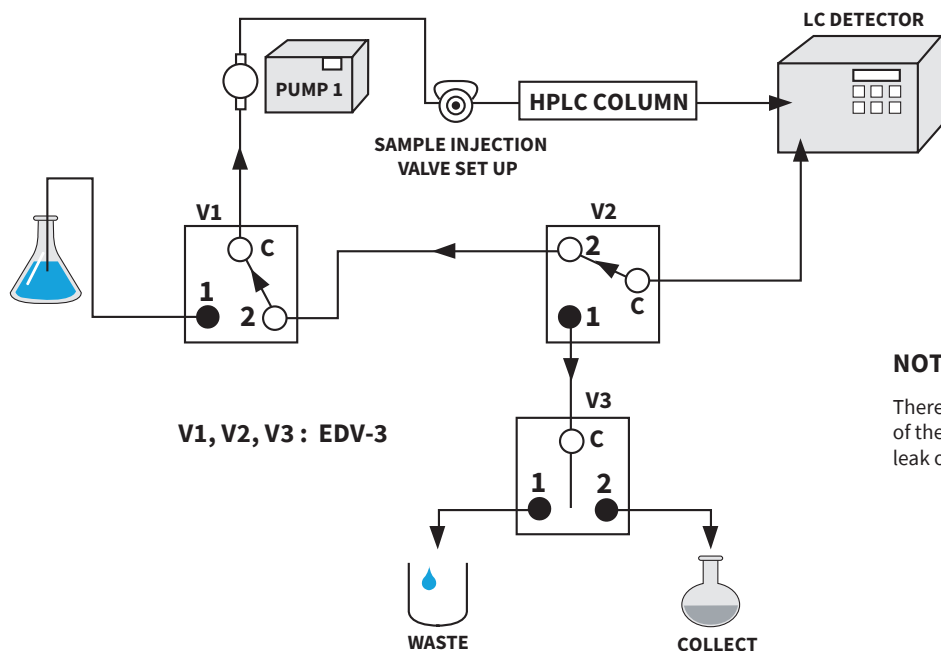 LC DETECTOR
PUMP 1
HPLC COLUMN
SAMPLE INJECTION
VALVE SET UP
V1
C
1
2
V2
2
C
1
V3
C
1
2
V1, V2, V3 : EDV-3
WASTE
COLLECT
NOT
There
of the
leak o